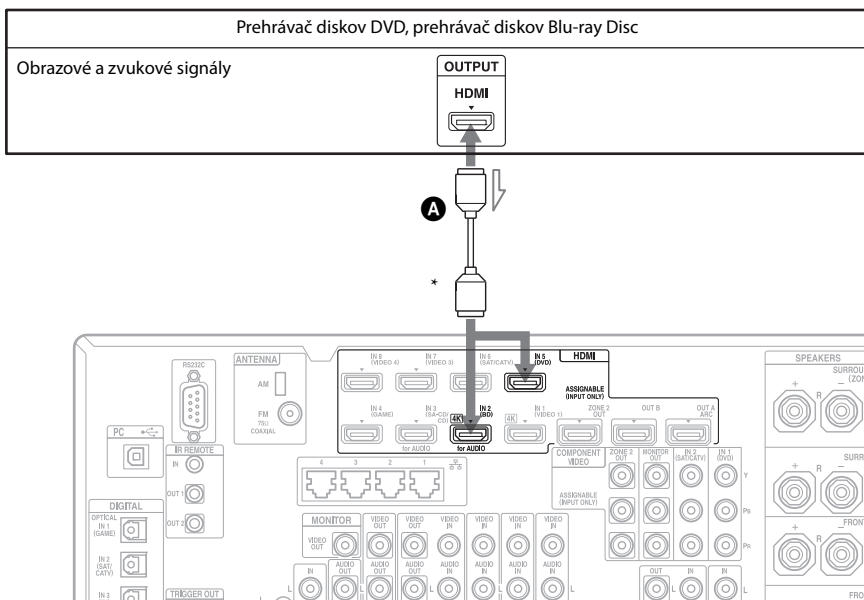 Prehrávač diskov DVD, prehrávač diskov Blu-ray Disc
Obrazové a zvukové signály
OUTPUT
HDMI
A
*
RS232C
ANTENNA
AM
FM
75Ω
COAXIAL
IN 8
(VIDEO 4)
IN 7
(VIDEO 3)
IN 6
(SAT/CATV)
IN 5
(DVD)
HDMI
ASSIGNABLE
(INPUT ONLY)
IN 4
(GAME)
IN 3
(SA-CD/
CD)
for AUDIO
4K
IN 2
(BD)
for AUDIO
4K
IN 1
(VIDEO 1)
ZONE 2
OUT
OUT B
OUT A
ARC
SPEAKERS
SURROU
(ZON
+ R –
PC
IR REMOTE
IN
OUT 1
OUT 2
4 3 2 1
COMPONENT
VIDEO
ASSIGNABLE
(INPUT ONLY)
ZONE 2
OUT
MONITOR
OUT
IN 2
(SAT/CATV)
IN 1
(DVD)
Y
PB
PR
SURR
+ R –
FRONT
+ R –
FRO
DIGITAL
OPTICAL
IN 1
(GAME)
IN 2
(SAT/
CATV)
IN 3
TRIGGER OUT
MONITOR
VIDEO
OUT
VIDEO
OUT
VIDEO
OUT
VIDEO
IN
VIDEO
IN
VIDEO
IN
VIDEO
IN
IN
AUDIO
OUT
AUDIO
OUT
AUDIO
OUT
AUDIO
IN
AUDIO
IN
AUDIO
IN
AUDIO
IN
L
L
L
OUT
IN
IN
L
L
L